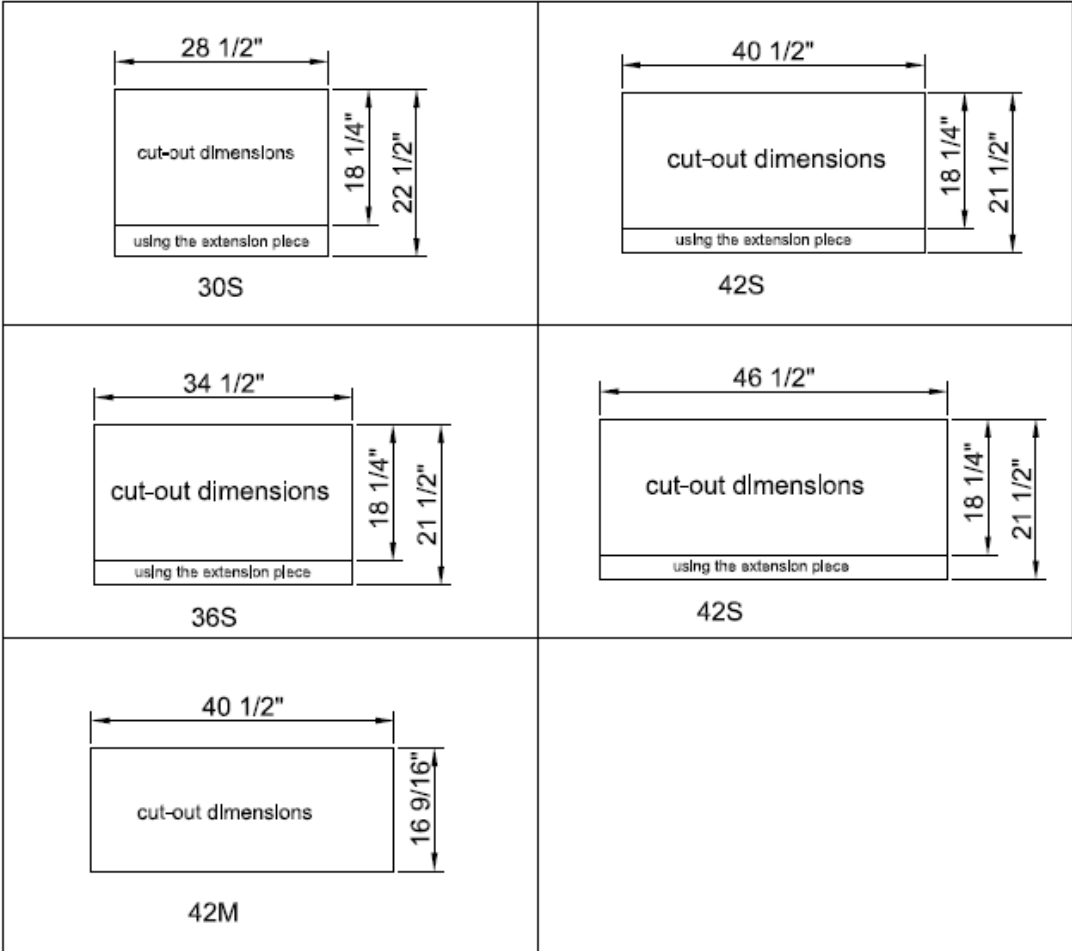 28 1/2"
cut-out dimensions
18 1/4"
22 1/2"
using the extension piece
30S
40 1/2"
cut-out dimensions
18 1/4"
21 1/2"
using the extension piece
42S
34 1/2"
cut-out dimensions
18 1/4"
21 1/2"
using the extension piece
36S
46 1/2"
cut-out dimensions
18 1/4"
21 1/2"
using the extension piece
42S
40 1/2"
cut-out dimensions
16 9/16"
42M